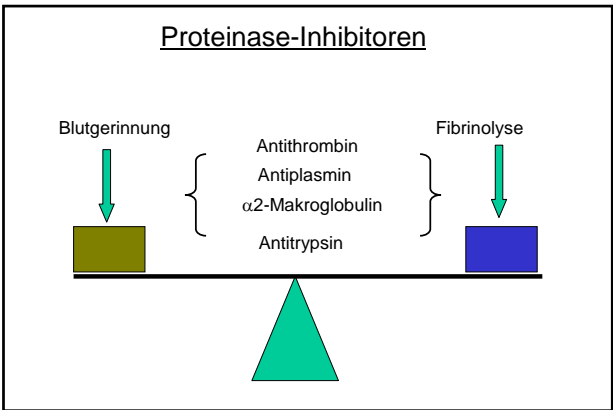 Proteinase-Inhibitoren
Blutgerinnung
Fibrinolyse
Antithrombin
Antiplasmin
α2-Makroglobulin
Antitrypsin